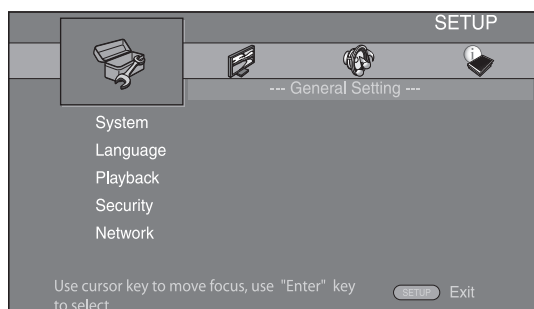 SETUP
--- General Setting ---
System
Language
Playback
Security
Network
Use cursor key to move focus, use "Enter" key
to select
SETUP Exit